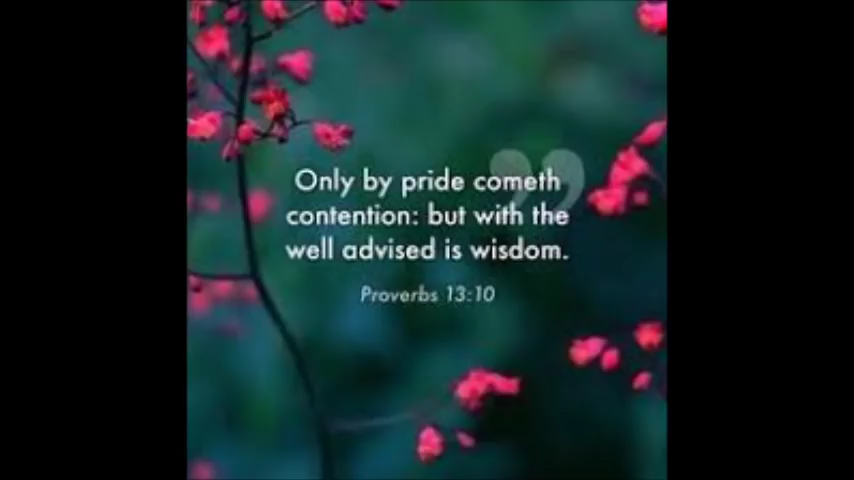 Only by pride cometh
contention: but with the
well advised is wisdom.
Proverbs 13:10